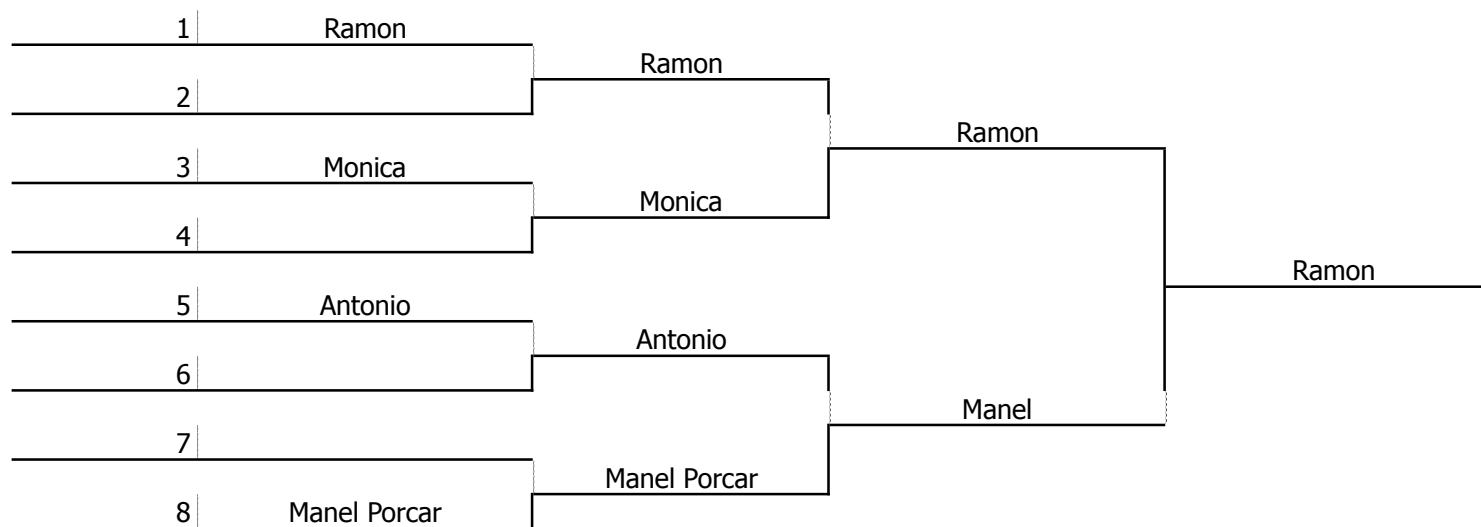 1 Ramon
Ramon
2
Ramon
3 Monica
Monica
4
Ramon
5 Antonio
Antonio
6
Manel
7
Manel Porcar
8 Manel Porcar